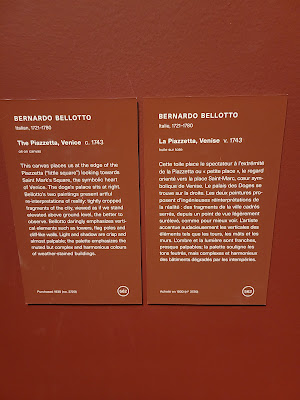 BERNARDO BELLOTTO
Italian, 1721-1780
The Piazzetta, Venice c. 1743
oil on canvas
This canvas places us at the edge of the
Piazzetta ("little square") looking towards
Saint Mark's Square, the symbolic heart
of Venice. The doge's palace sits at right.
Bellotto's two paintings present artful
re-interpretations of reality: tightly cropped
fragments of the city, viewed as if we stand
elevated above ground level, the better to
observe. Bellotto daringly emphasizes verti-
cal elements such as towers, flag poles and
cliff-like walls. Light and shadow are crisp and
almost palpable; the palette emphasizes the
muted but complex and harmonious colours
of weather-stained buildings.
Purchased 1930 (no. 3720)
562
BERNARDO BELLOTTO
Italie, 1721-1780
La Piazzetta, Venise v. 1743
huile sur toile
Cette toile place le spectateur à l'extrémité
de la Piazzetta ou « petite place », le regard
orienté vers la place Saint-Marc, cœur sym-
bolique de Venise. Le palais des Doges se
trouve sur la droite. Les deux peintures pro-
posent d'ingénieuses réinterprétations de
la réalité : des fragments de la ville cadrés
serrés, depuis un point de vue légèrement
surélevé, comme pour mieux voir. L'artiste
accentue audacieusement les verticales des
éléments tels que les tours, les mâts et les
murs. L'ombre et la lumière sont tranchées,
presque palpables; la palette souligne les
tons feutrés, mais complexes et harmonieux
des bâtiments dégradés par les intempéries.